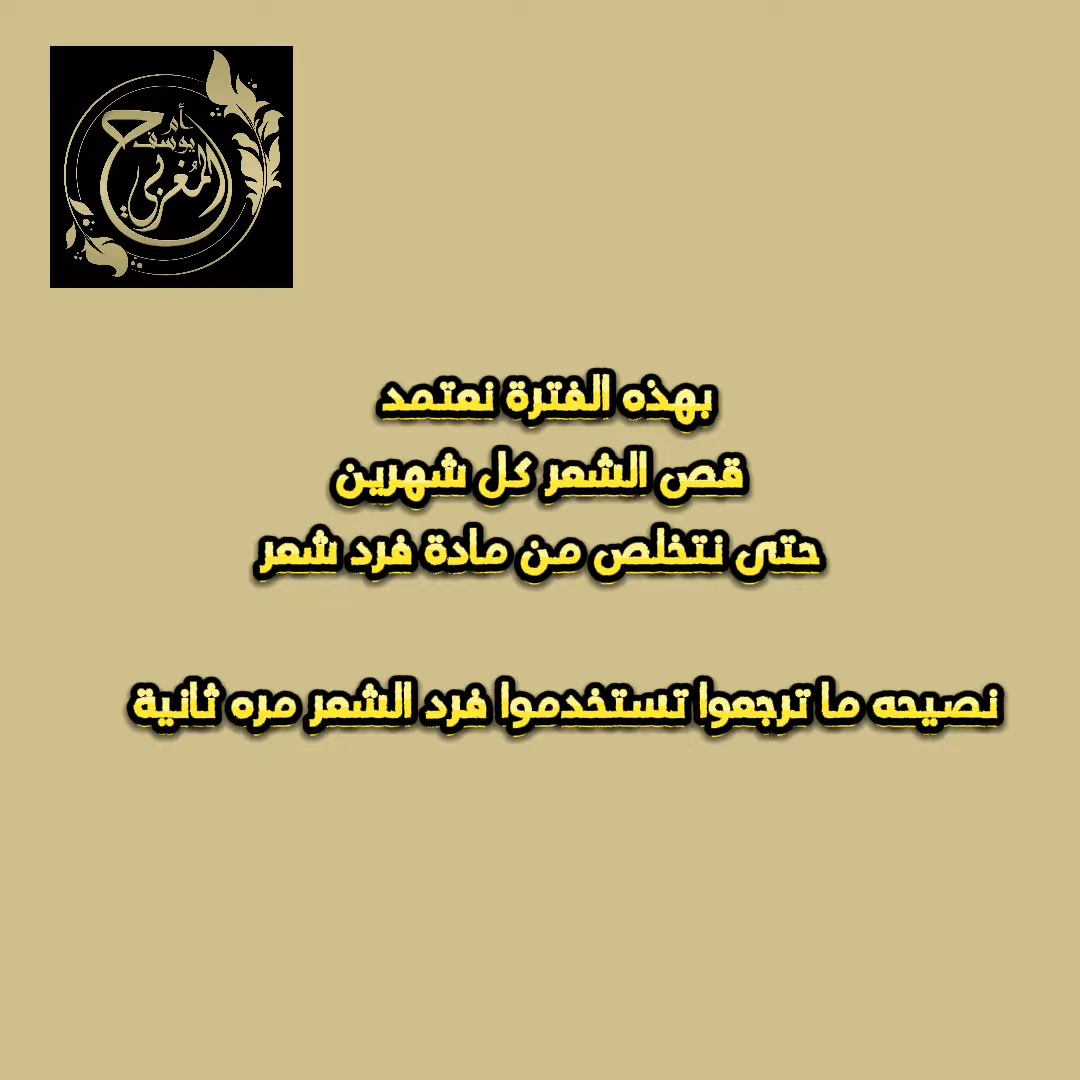 أم
يوسف
المغربي
بهذه الفترة نعتمد
قص الشعر كل شهرين
حتى نتخلص من مادة فرد شعر
نصيحه ما ترجعوا تستخدموا فرد الشعر مره ثانية